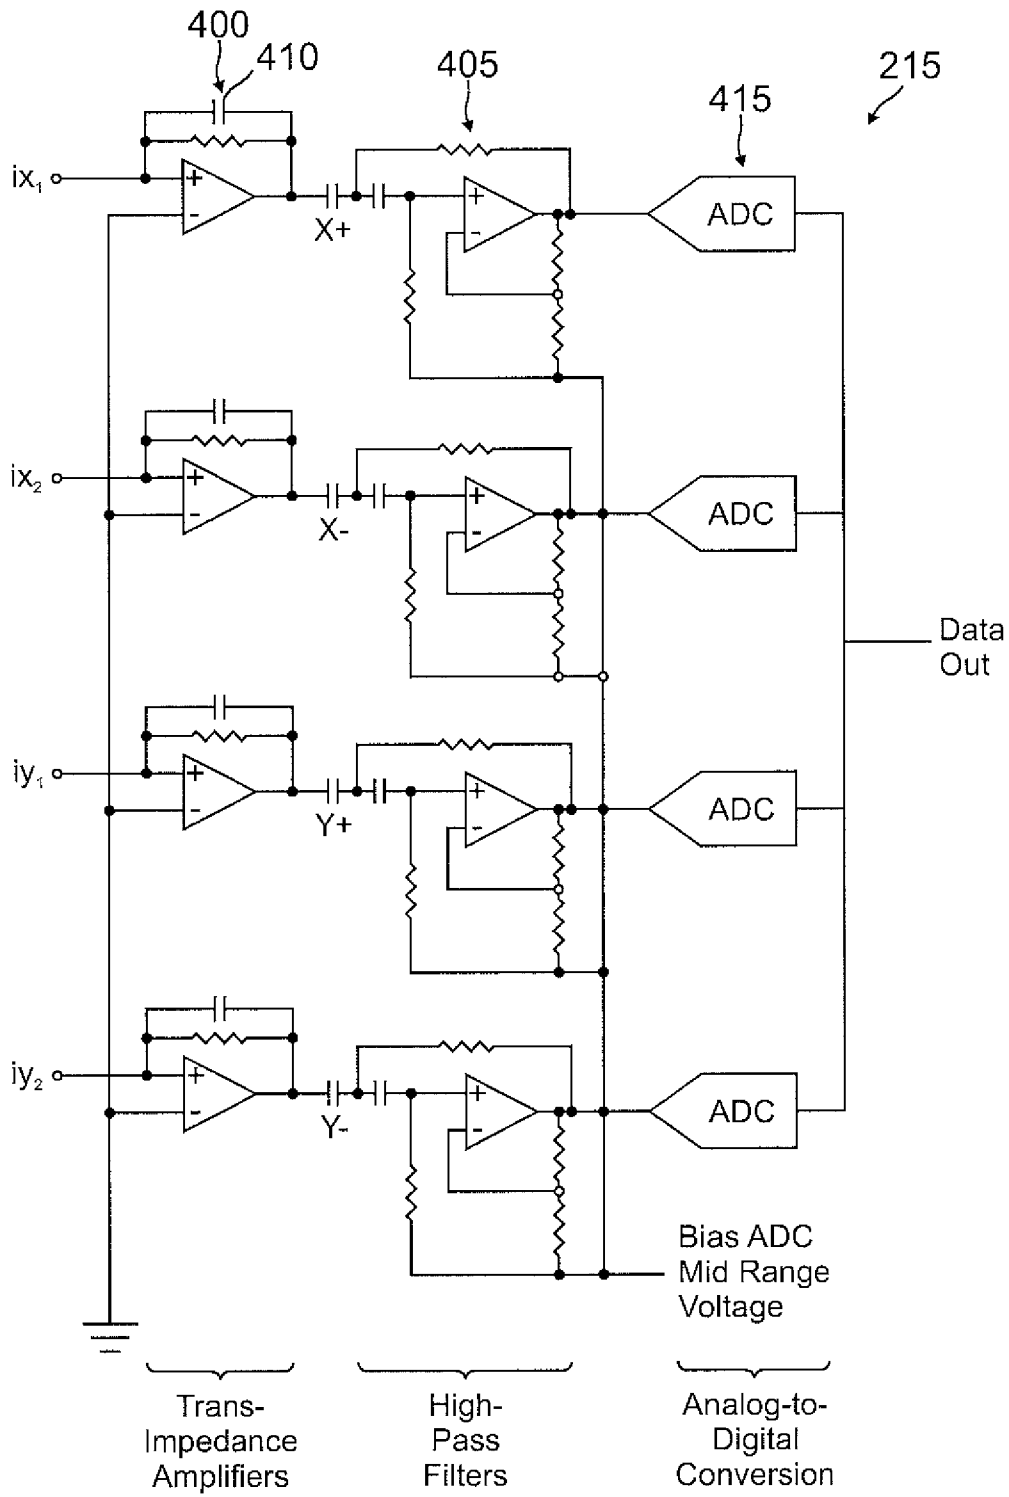 400
410
405
215
415
ix1
+
-
X+
+
-
ADC
ix2
+
-
X-
+
-
ADC
Data
Out
iy1
+
-
Y+
+
-
ADC
iy2
+
-
Y-
+
-
ADC
Bias ADC
Mid Range
Voltage
Trans-
Impedance
Amplifiers
High-
Pass
Filters
Analog-to-
Digital
Conversion